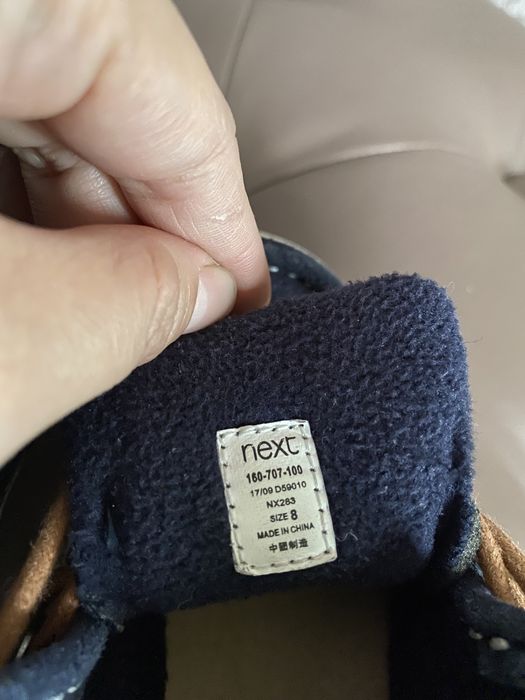 next
160-707-100
17/09 D59010
NX283
SIZE 8
MADE IN CHINA
中國制造